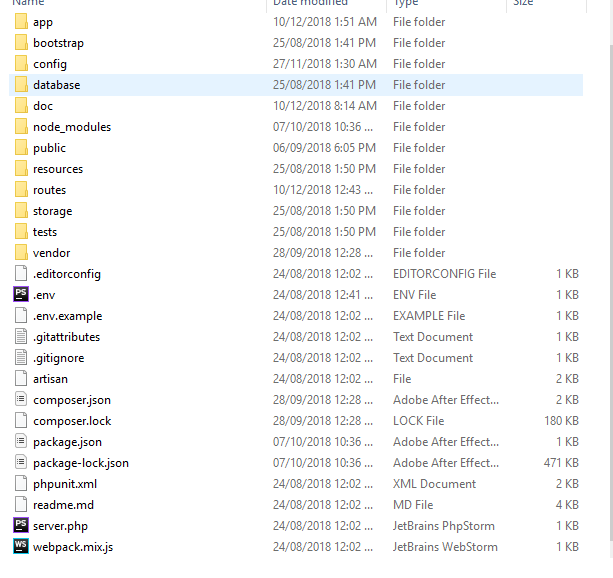 Name Date modified Type Size
app 10/12/2018 1:51 AM File folder
bootstrap 25/08/2018 1:41 PM File folder
config 27/11/2018 1:30 AM File folder
database 25/08/2018 1:41 PM File folder
doc 10/12/2018 8:14 AM File folder
node_modules 07/10/2018 10:36 ... File folder
public 06/09/2018 6:05 PM File folder
resources 25/08/2018 1:50 PM File folder
routes 10/12/2018 12:43 ... File folder
storage 25/08/2018 1:50 PM File folder
tests 25/08/2018 1:50 PM File folder
vendor 28/09/2018 12:28 ... File folder
.editorconfig 24/08/2018 12:02 ... EDITORCONFIG File 1 KB
PS .env 24/08/2018 12:41 ... ENV File 1 KB
.env.example 24/08/2018 12:02 ... EXAMPLE File 1 KB
.gitattributes 24/08/2018 12:02 ... Text Document 1 KB
.gitignore 24/08/2018 12:02 ... Text Document 1 KB
artisan 24/08/2018 12:02 ... File 2 KB
composer.json 28/09/2018 12:28 ... Adobe After Effect... 2 KB
composer.lock 28/09/2018 12:28 ... LOCK File 180 KB
package.json 07/10/2018 10:36 ... Adobe After Effect... 1 KB
package-lock.json 07/10/2018 10:36 ... Adobe After Effect... 471 KB
phpunit.xml 24/08/2018 12:02 ... XML Document 2 KB
readme.md 24/08/2018 12:02 ... MD File 4 KB
PS server.php 24/08/2018 12:02 ... JetBrains PhpStorm 1 KB
WS webpack.mix.js 24/08/2018 12:02 ... JetBrains WebStorm 1 KB